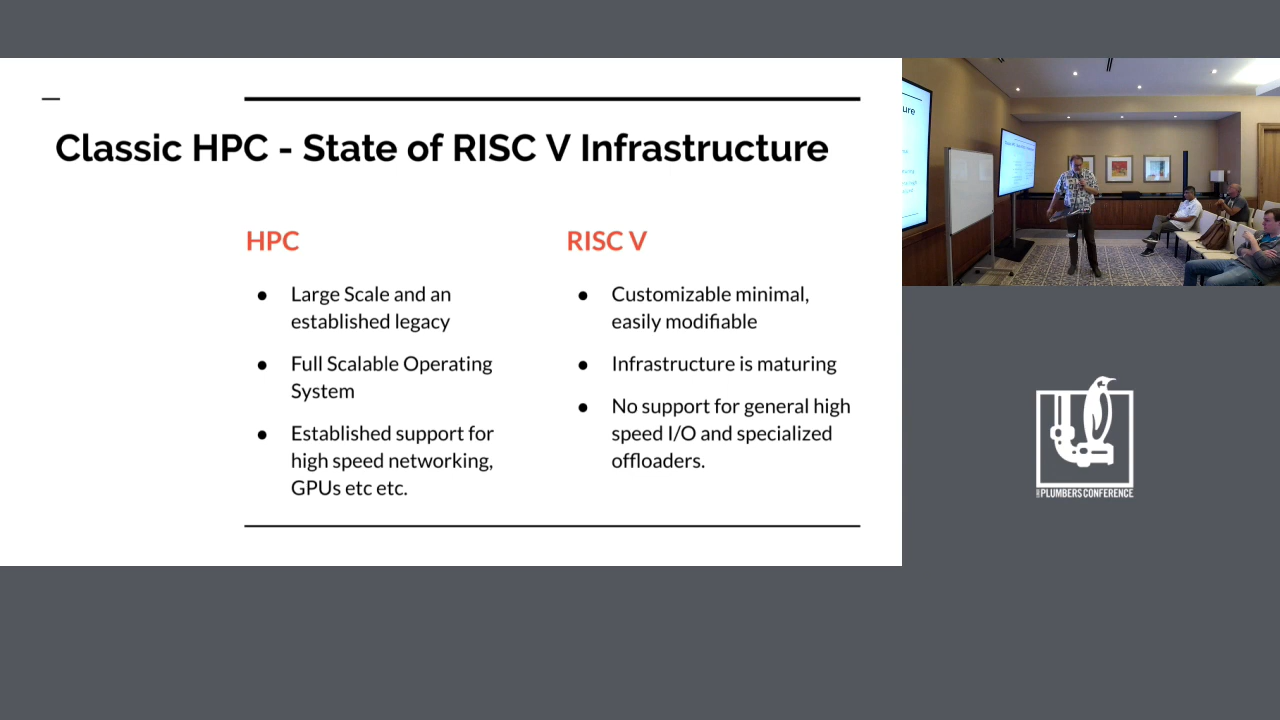 Classic HPC - State of RISC V Infrastructure
HPC
● Large Scale and an
established legacy
● Full Scalable Operating
System
● Established support for
high speed networking,
GPUs etc etc.
RISC V
● Customizable minimal,
easily modifiable
● Infrastructure is maturing
● No support for general high
speed I/O and specialized
offloaders.
PLUMBERS CONFERENCE